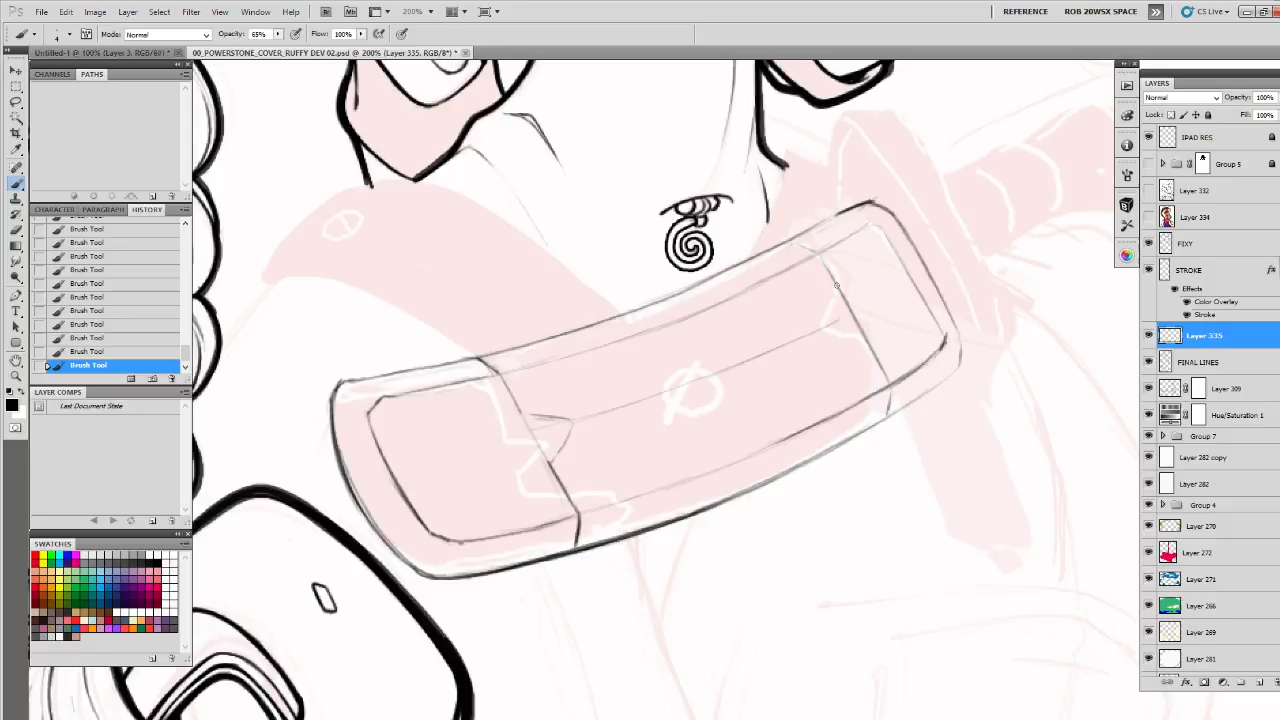 Ps File Edit Image Layer Select Filter View Window Help Br Mb 200% REFERENCE ROB 20WSX SPACE CS Live
4 Mode: Normal Opacity: 65% Flow: 100%
Untitled-1 @ 100% (Layer 3, RGB/8#) * 00_POWERSTONE_COVER_RUFFY DEV 02.psd @ 200% (Layer 335, RGB/8*) *
CHANNELS PATHS
CHARACTER PARAGRAPH HISTORY
Brush Tool
Brush Tool
Brush Tool
Brush Tool
Brush Tool
Brush Tool
Brush Tool
Brush Tool
Brush Tool
Brush Tool
Brush Tool
LAYER COMPS
Last Document State
SWATCHES
LAYERS
Normal Opacity: 100%
Lock: Fill: 100%
IPAD RES
Group 5
Layer 332
Layer 334
FIXY
STROKE fx
Effects
Color Overlay
Stroke
Layer 335
FINAL LINES
Layer 309
Hue/Saturation 1
Group 7
Layer 282 copy
Layer 282
Group 4
Layer 270
Layer 272
Layer 271
Layer 266
Layer 269
Layer 281